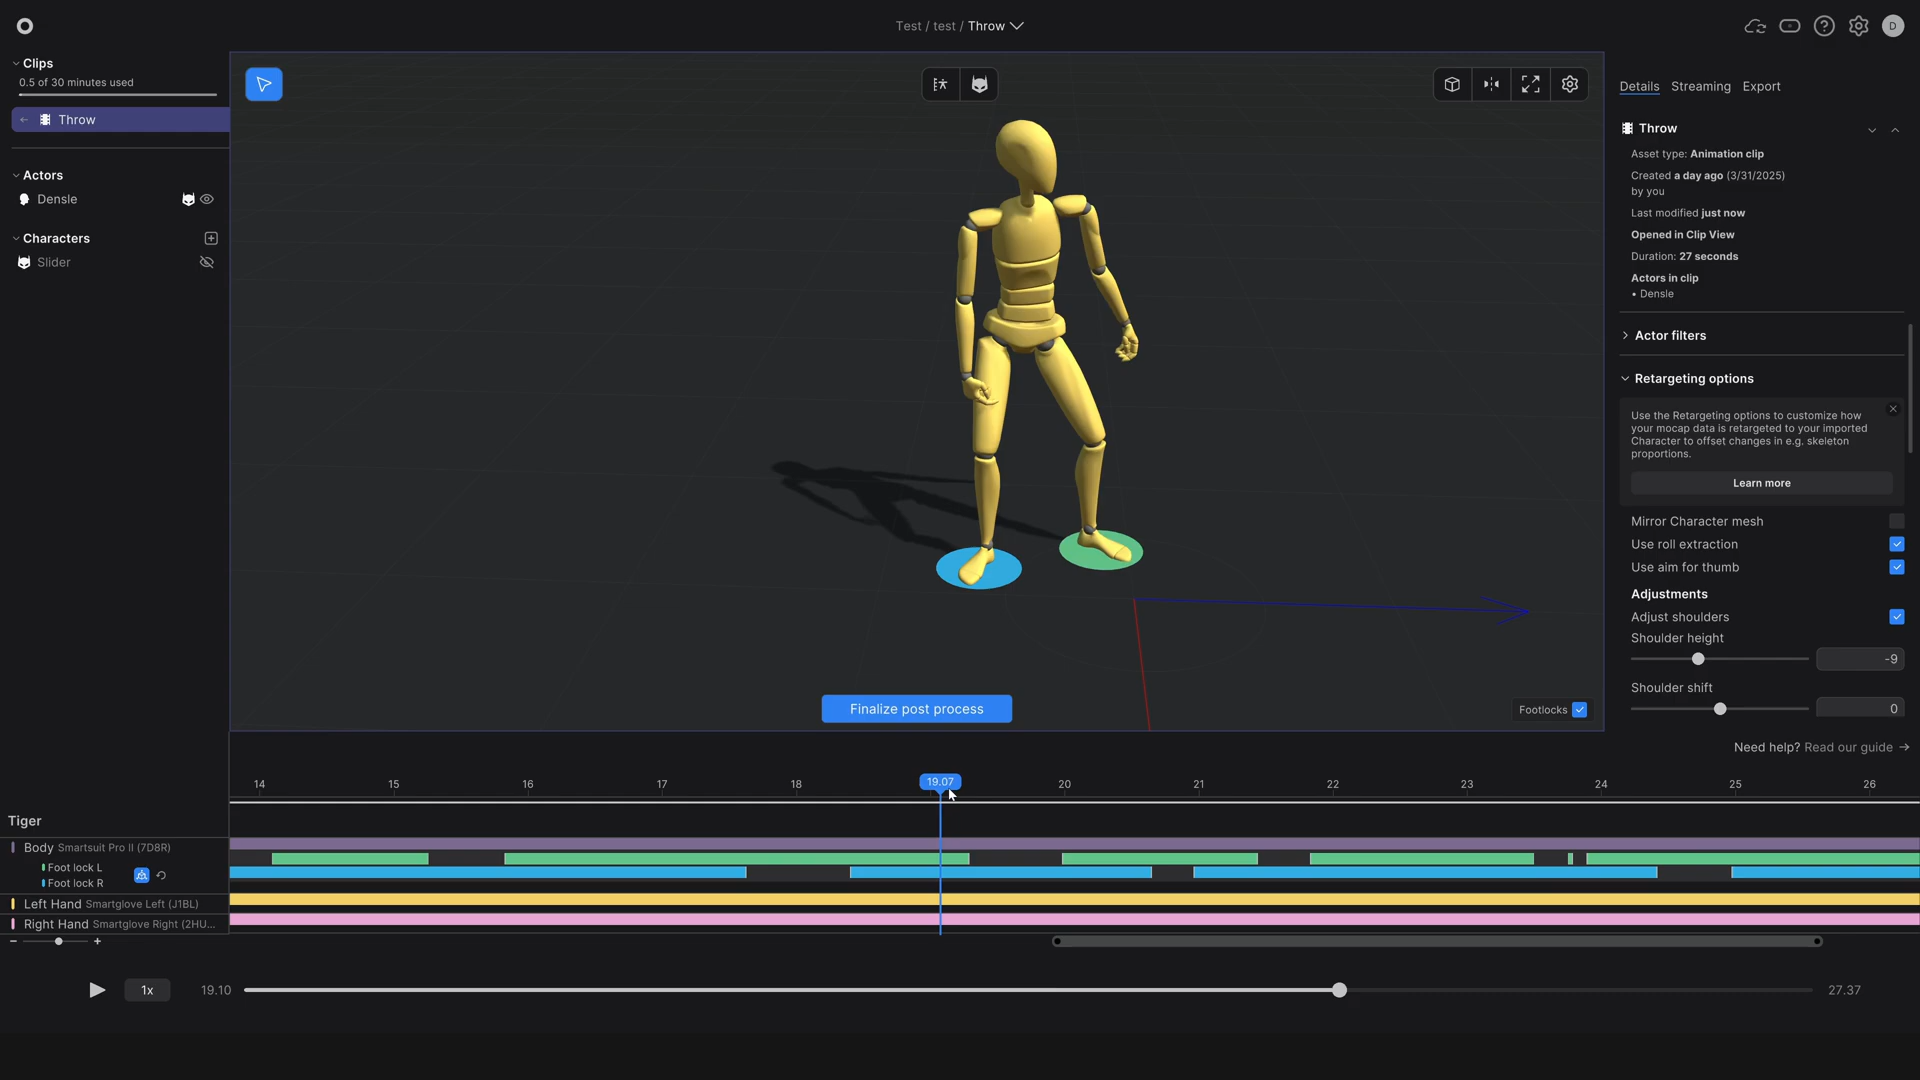 Test / test / Throw
D
Clips
0.5 of 30 minutes used
Throw
Actors
Densle
Characters
Slider
Details Streaming Export
Throw
Asset type: Animation clip
Created a day ago (3/31/2025)
by you
Last modified just now
Opened in Clip View
Duration: 27 seconds
Actors in clip
• Densle
Actor filters
Retargeting options
Use the Retargeting options to customize how
your mocap data is retargeted to your imported
Character to offset changes in e.g. skeleton
proportions.
Learn more
Mirror Character mesh
Use roll extraction
Use aim for thumb
Adjustments
Adjust shoulders
Shoulder height
-9
Shoulder shift
0
Finalize post process
Footlocks
Need help? Read our guide →
14 15 16 17 18 19.07 20 21 22 23 24 25 26
Tiger
Body Smartsuit Pro II (7D8R)
Foot lock L
Foot lock R
Left Hand Smartglove Left (J1BL)
Right Hand Smartglove Right (2HU...
1x 19.10 27.37